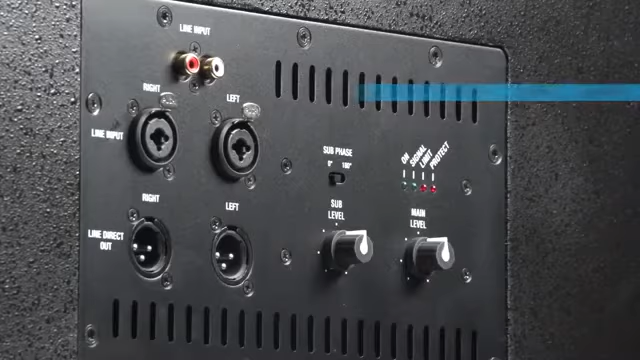 LINE INPUT
RIGHT
LEFT
LINE INPUT
SUB PHASE
0° 180°
ON
SIGNAL
LIMIT
PROTECT
RIGHT
LEFT
SUB
LEVEL
MAIN
LEVEL
LINE DIRECT
OUT